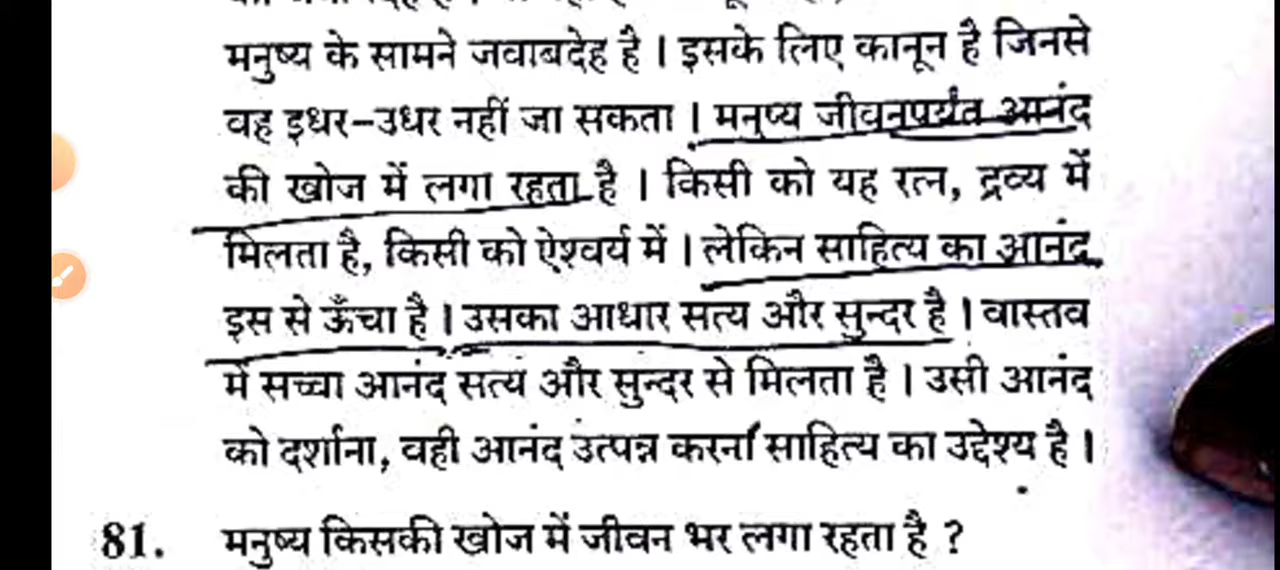 मनुष्य के सामने जवाबदेह है । इसके लिए कानून है जिनसे
वह इधर-उधर नहीं जा सकता । मनुष्य जीवनपर्यंत आनंद
की खोज में लगा रहता है । किसी को यह रत्न, द्रव्य में
मिलता है, किसी को ऐश्वर्य में । लेकिन साहित्य का आनंद
इस से ऊँचा है । उसका आधार सत्य और सुन्दर है । वास्तव
में सच्चा आनंद सत्य और सुन्दर से मिलता है । उसी आनंद
को दर्शाना, वही आनंद उत्पन्न करना साहित्य का उद्देश्य है ।
81. मनुष्य किसकी खोज में जीवन भर लगा रहता है ?